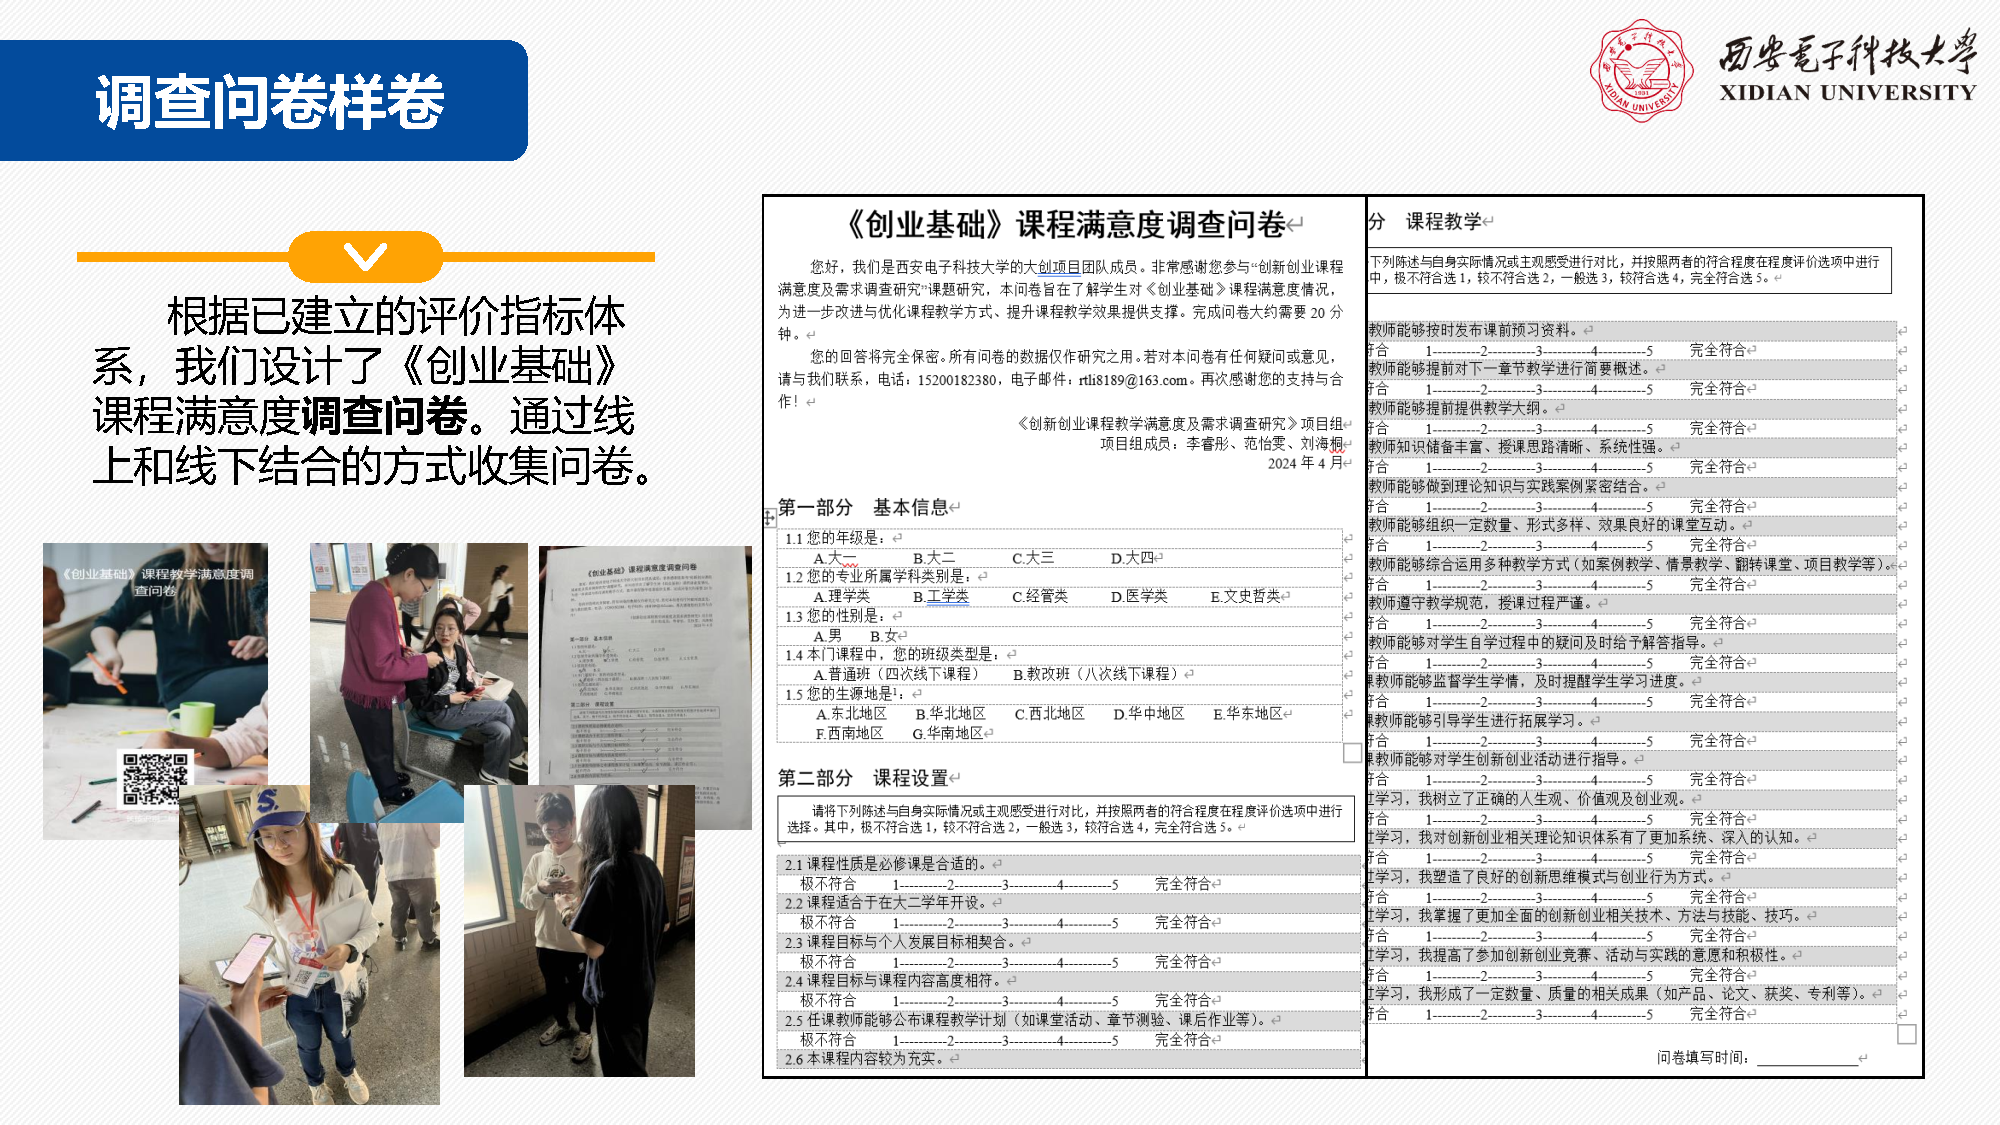 调查问卷样卷
西安电子科技大学
XIDIAN UNIVERSITY
根据已建立的评价指标体
系，我们设计了《创业基础》
课程满意度调查问卷。通过线
上和线下结合的方式收集问卷。
《创业基础》课程教学满意度调
查问卷
《创业基础》课程满意度调查问卷
《创业基础》课程满意度调查问卷
您好，我们是西安电子科技大学的大创项目团队成员。非常感谢您参与“创新创业课程
满意度及需求调查研究”课题研究，本问卷旨在了解学生对《创业基础》课程满意度情况，
为进一步改进与优化课程教学方式、提升课程教学效果提供支撑。完成问卷大约需要 20 分
钟。
您的回答将完全保密。所有问卷的数据仅作研究之用。若对本问卷有任何疑问或意见，
请与我们联系，电话：15200182380，电子邮件：rtli8189@163.com。再次感谢您的支持与合
作！
《创新创业课程教学满意度及需求调查研究》项目组
项目组成员：李睿彤、范怡雯、刘海桐
2024 年 4 月
第一部分 基本信息
1.1 您的年级是：
A.大一 B.大二 C.大三 D.大四
1.2 您的专业所属学科类别是：
A.理学类 B.工学类 C.经管类 D.医学类 E.文史哲类
1.3 您的性别是：
A.男 B.女
1.4 本门课程中，您的班级类型是：
A.普通班（四次线下课程） B.教改班（八次线下课程）
1.5 您的生源地是¹：
A.东北地区 B.华北地区 C.西北地区 D.华中地区 E.华东地区
F.西南地区 G.华南地区
第二部分 课程设置
请将下列陈述与自身实际情况或主观感受进行对比，并按照两者的符合程度在程度评价选项中进行
选择。其中，极不符合选 1，较不符合选 2，一般选 3，较符合选 4，完全符合选 5。
2.1 课程性质是必修课是合适的。
极不符合 1----------2----------3----------4----------5 完全符合
2.2 课程适合于在大二学年开设。
极不符合 1----------2----------3----------4----------5 完全符合
2.3 课程目标与个人发展目标相契合。
极不符合 1----------2----------3----------4----------5 完全符合
2.4 课程目标与课程内容高度相符。
极不符合 1----------2----------3----------4----------5 完全符合
2.5 任课教师能够公布课程教学计划（如课堂活动、章节测验、课后作业等）。
极不符合 1----------2----------3----------4----------5 完全符合
2.6 本课程内容较为充实。
分 课程教学
下列陈述与自身实际情况或主观感受进行对比，并按照两者的符合程度在程度评价选项中进行
中，极不符合选 1，较不符合选 2，一般选 3，较符合选 4，完全符合选 5。
教师能够按时发布课前预习资料。
符合 1----------2----------3----------4----------5 完全符合
教师能够提前对下一章节教学进行简要概述。
符合 1----------2----------3----------4----------5 完全符合
教师能够提前提供教学大纲。
符合 1----------2----------3----------4----------5 完全符合
教师知识储备丰富、授课思路清晰、系统性强。
符合 1----------2----------3----------4----------5 完全符合
教师能够做到理论知识与实践案例紧密结合。
符合 1----------2----------3----------4----------5 完全符合
教师能够组织一定数量、形式多样、效果良好的课堂互动。
符合 1----------2----------3----------4----------5 完全符合
教师能够综合运用多种教学方式（如案例教学、情景教学、翻转课堂、项目教学等）。
符合 1----------2----------3----------4----------5 完全符合
教师遵守教学规范，授课过程严谨。
符合 1----------2----------3----------4----------5 完全符合
教师能够对学生自学过程中的疑问及时给予解答指导。
符合 1----------2----------3----------4----------5 完全符合
课教师能够监督学生学情，及时提醒学生学习进度。
符合 1----------2----------3----------4----------5 完全符合
课教师能够引导学生进行拓展学习。
符合 1----------2----------3----------4----------5 完全符合
课教师能够对学生创新创业活动进行指导。
符合 1----------2----------3----------4----------5 完全符合
过学习，我树立了正确的人生观、价值观及创业观。
符合 1----------2----------3----------4----------5 完全符合
过学习，我对创新创业相关理论知识体系有了更加系统、深入的认知。
符合 1----------2----------3----------4----------5 完全符合
过学习，我塑造了良好的创新思维模式与创业行为方式。
符合 1----------2----------3----------4----------5 完全符合
过学习，我掌握了更加全面的创新创业相关技术、方法与技能、技巧。
符合 1----------2----------3----------4----------5 完全符合
过学习，我提高了参加创新创业竞赛、活动与实践的意愿和积极性。
符合 1----------2----------3----------4----------5 完全符合
过学习，我形成了一定数量、质量的相关成果（如产品、论文、获奖、专利等）。
符合 1----------2----------3----------4----------5 完全符合
问卷填写时间：______________